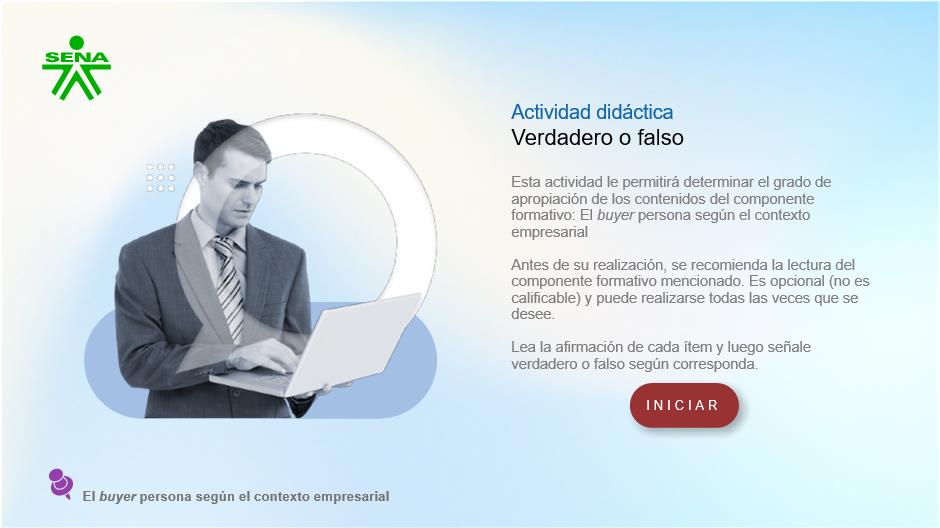 SENA
Actividad didáctica
Verdadero o falso
Esta actividad le permitirá determinar el grado de
apropiación de los contenidos del componente
formativo: El buyer persona según el contexto
empresarial
Antes de su realización, se recomienda la lectura del
componente formativo mencionado. Es opcional (no es
calificable) y puede realizarse todas las veces que se
desee.
Lea la afirmación de cada ítem y luego señale
verdadero o falso según corresponda.
INICIAR
El buyer persona según el contexto empresarial